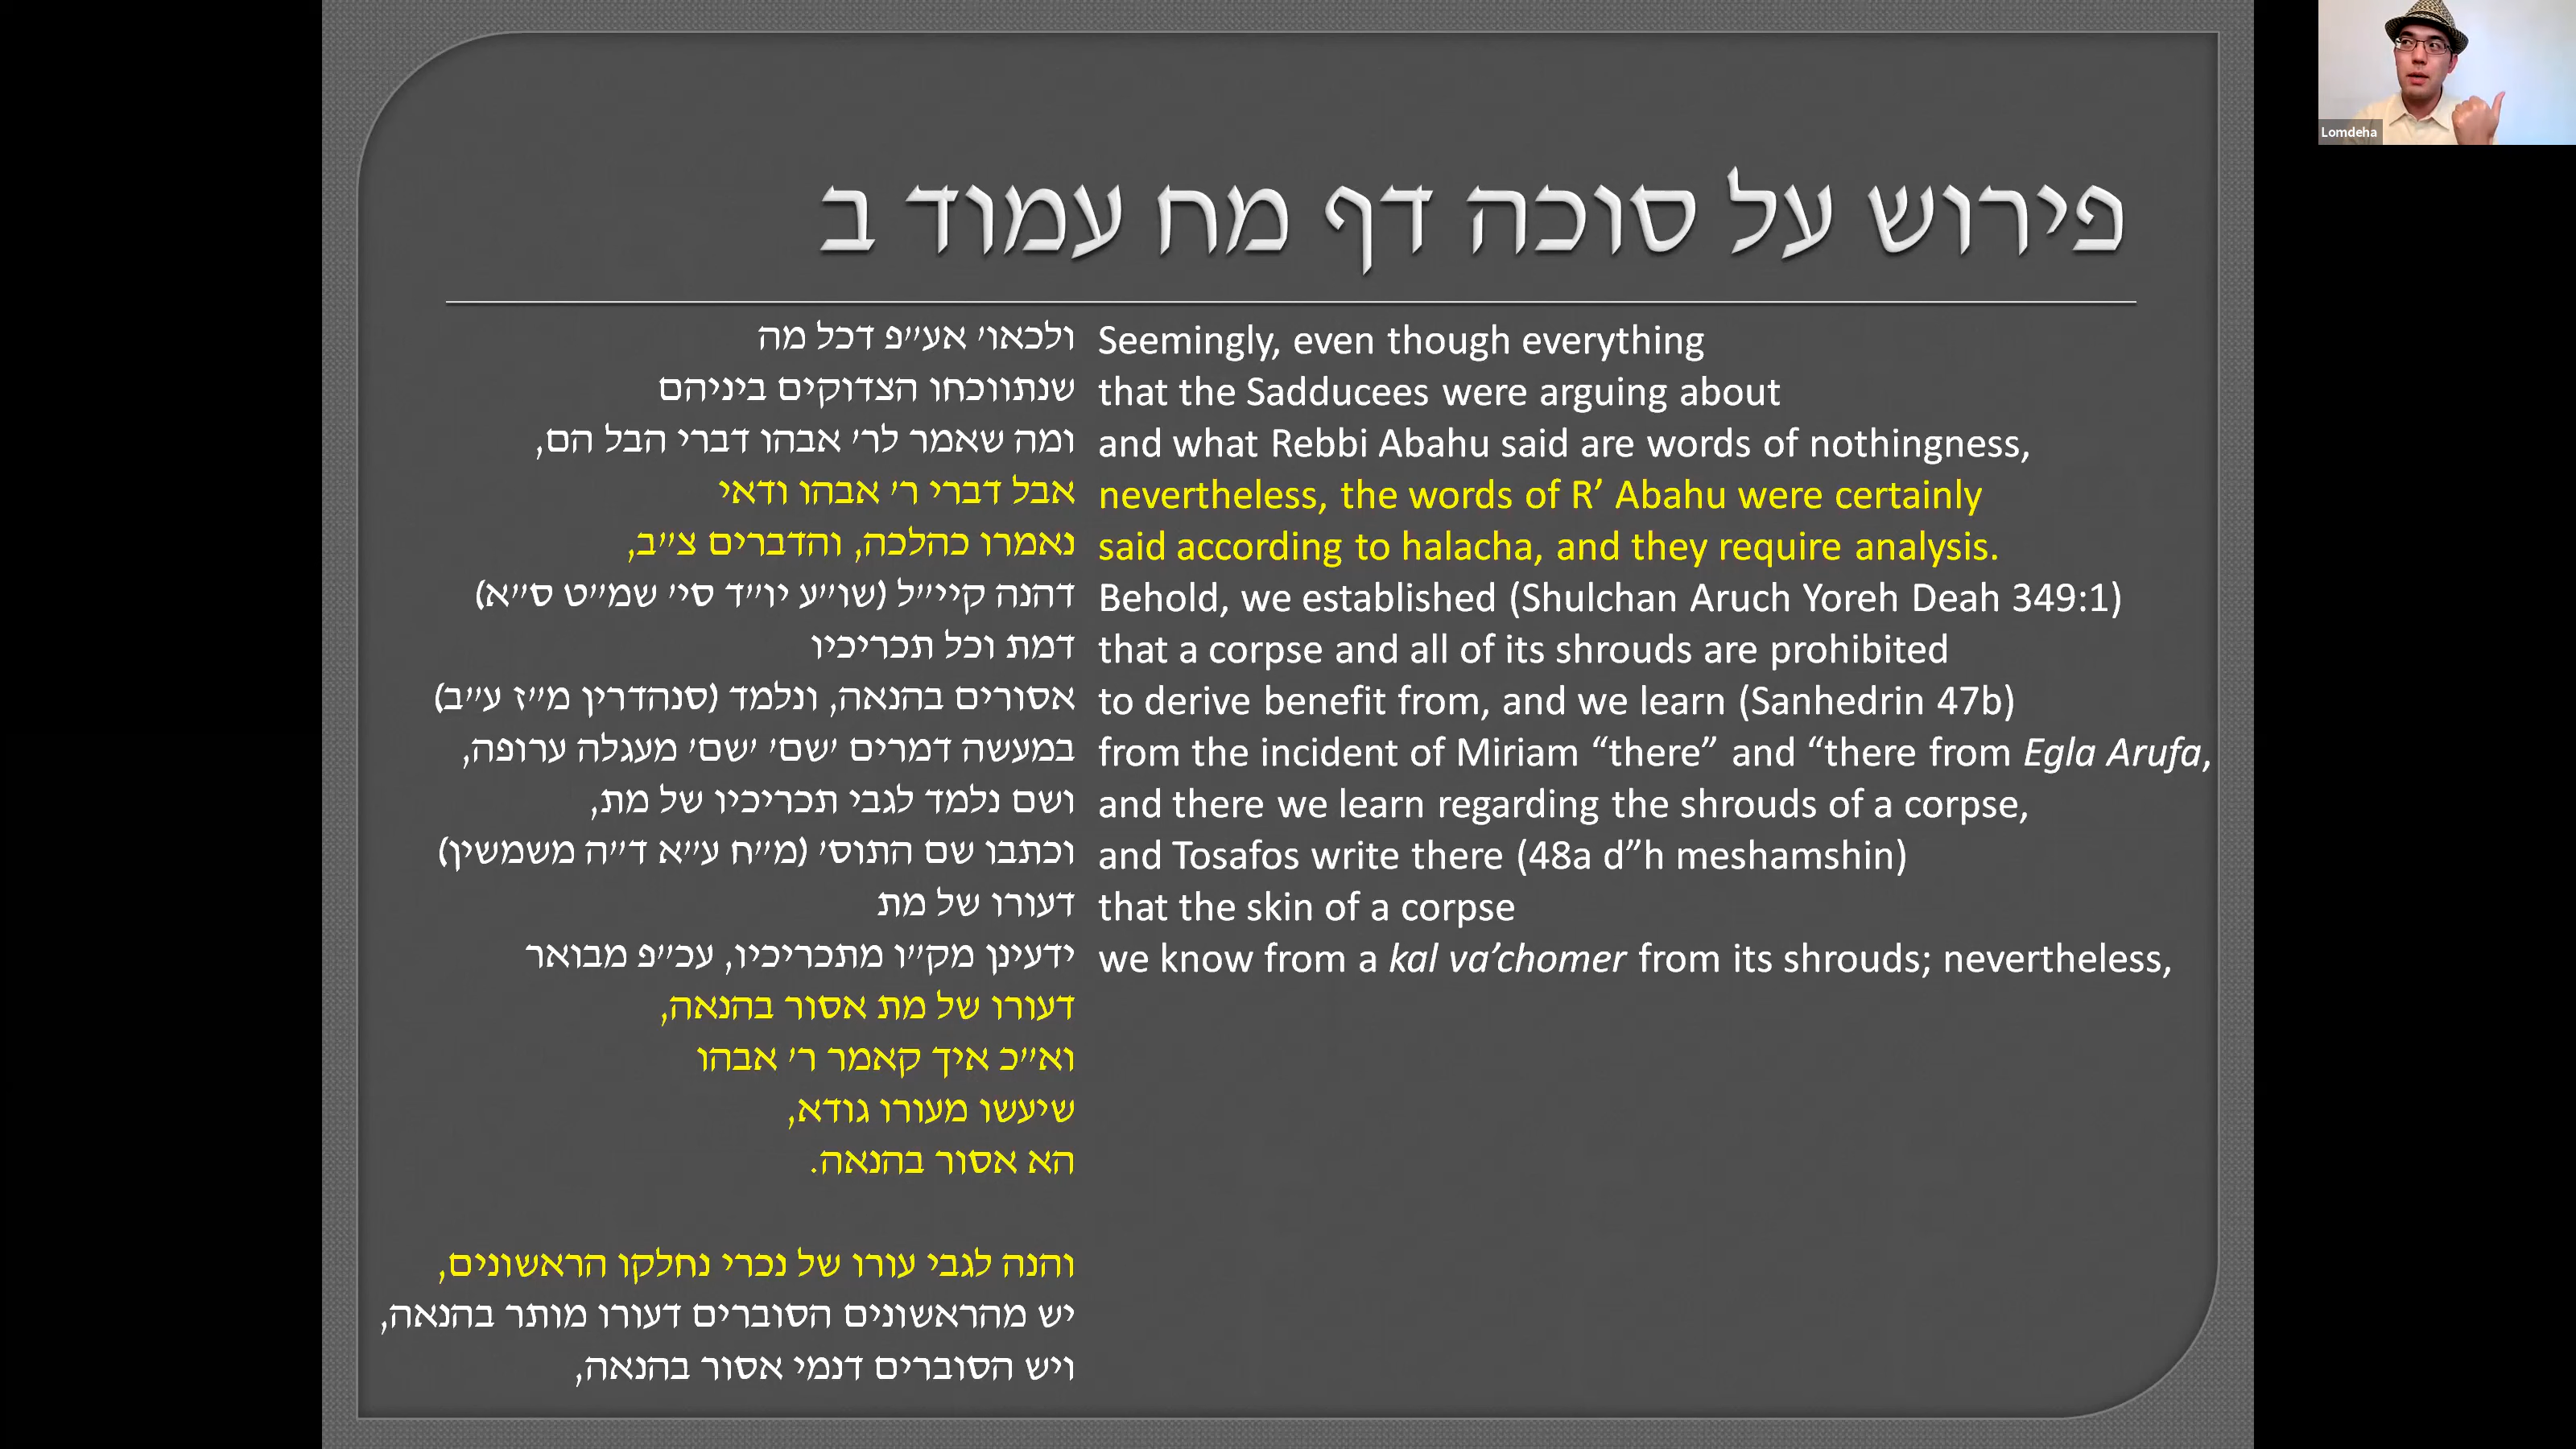 פירוש על סוכה דף מח עמוד ב
ולכאו' אע"פ דכל מה
שנתווכחו הצדוקים ביניהם
ומה שאמר לר' אבהו דברי הבל הם,
אבל דברי ר' אבהו ודאי
נאמרו כהלכה, והדברים צ"ב,
דהנה קיי"ל (שו"ע יו"ד סי' שמ"ט ס"א)
דמת וכל תכריכיו
אסורים בהנאה, ונלמד (סנהדרין מ"ז ע"ב)
במעשה דמרים 'שם' 'שם' מעגלה ערופה,
ושם נלמד לגבי תכריכיו של מת,
וכתבו שם התוס' (מ"ח ע"א ד"ה משמשין)
דעורו של מת
ידעינן מק"ו מתכריכיו, עכ"פ מבואר
דעורו של מת אסור בהנאה,
וא"כ איך קאמר ר' אבהו
שיעשו מעורו גודא,
הא אסור בהנאה.
והנה לגבי עורו של נכרי נחלקו הראשונים,
יש מהראשונים הסוברים דעורו מותר בהנאה,
ויש הסוברים דנמי אסור בהנאה,
Seemingly, even though everything
that the Sadducees were arguing about
and what Rebbi Abahu said are words of nothingness,
nevertheless, the words of R’ Abahu were certainly
said according to halacha, and they require analysis.
Behold, we established (Shulchan Aruch Yoreh Deah 349:1)
that a corpse and all of its shrouds are prohibited
to derive benefit from, and we learn (Sanhedrin 47b)
from the incident of Miriam “there” and “there from Egla Arufa,
and there we learn regarding the shrouds of a corpse,
and Tosafos write there (48a d”h meshamshin)
that the skin of a corpse
we know from a kal va’chomer from its shrouds; nevertheless,
Lomdeha